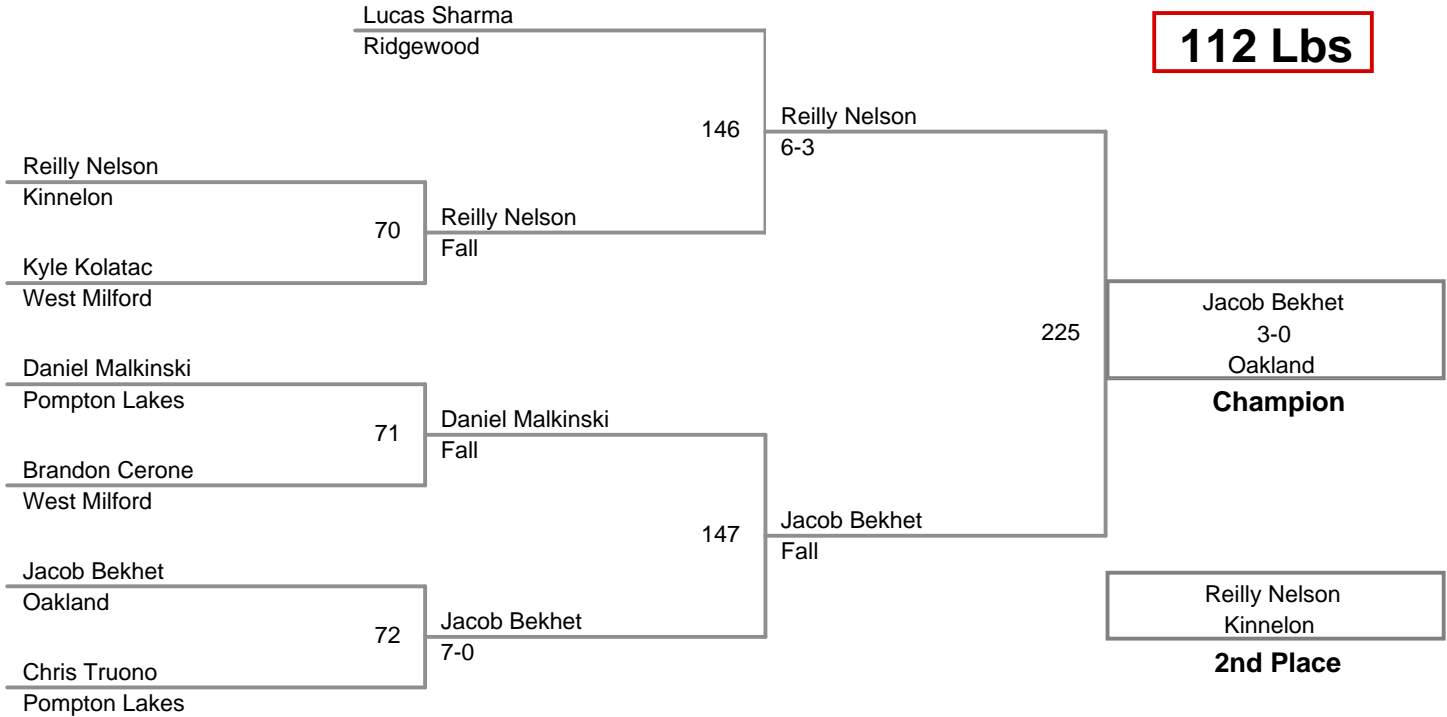 Lucas Sharma
Ridgewood
112 Lbs
146
Reilly Nelson
6-3
Reilly Nelson
Kinnelon
70
Reilly Nelson
Fall
Kyle Kolatac
West Milford
225
Jacob Bekhet
3-0
Oakland
Champion
Daniel Malkinski
Pompton Lakes
71
Daniel Malkinski
Fall
Brandon Cerone
West Milford
147
Jacob Bekhet
Fall
Jacob Bekhet
Oakland
72
Jacob Bekhet
7-0
Chris Truono
Pompton Lakes
Reilly Nelson
Kinnelon
2nd Place